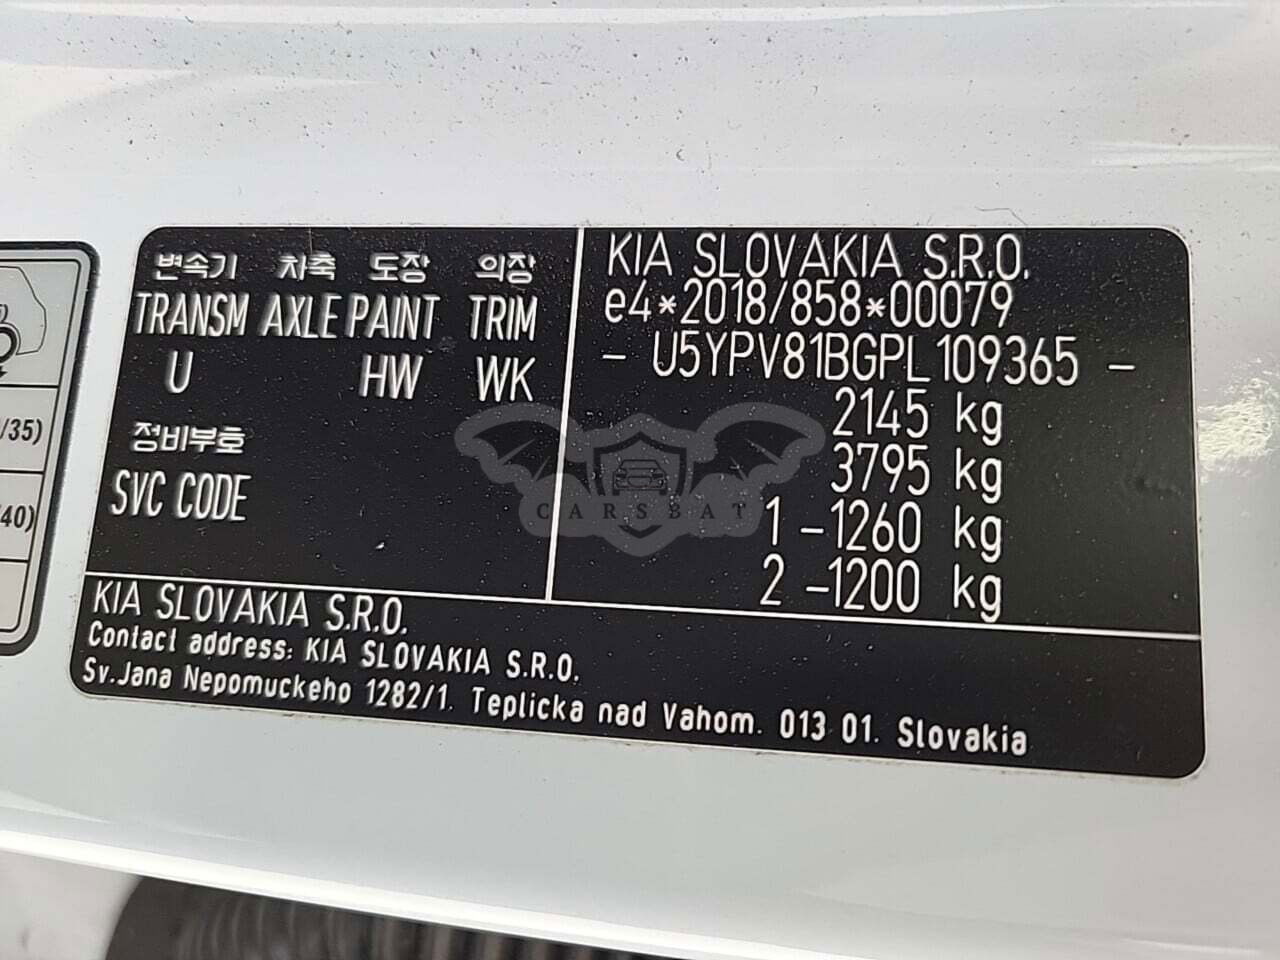 변속기 차축 도장 의장
TRANSM AXLE PAINT TRIM
U HW WK
정비부호
SVC CODE
KIA SLOVAKIA S.R.O.
e4*2018/858*00079
- U5YPV81BGPL109365 -
2145 kg
3795 kg
1 -1260 kg
2 -1200 kg
KIA SLOVAKIA S.R.O.
Contact address: KIA SLOVAKIA S.R.O.
Sv.Jana Nepomuckeho 1282/1. Teplicka nad Vahom. 013 01. Slovakia
CARSBAT
/35)
40)